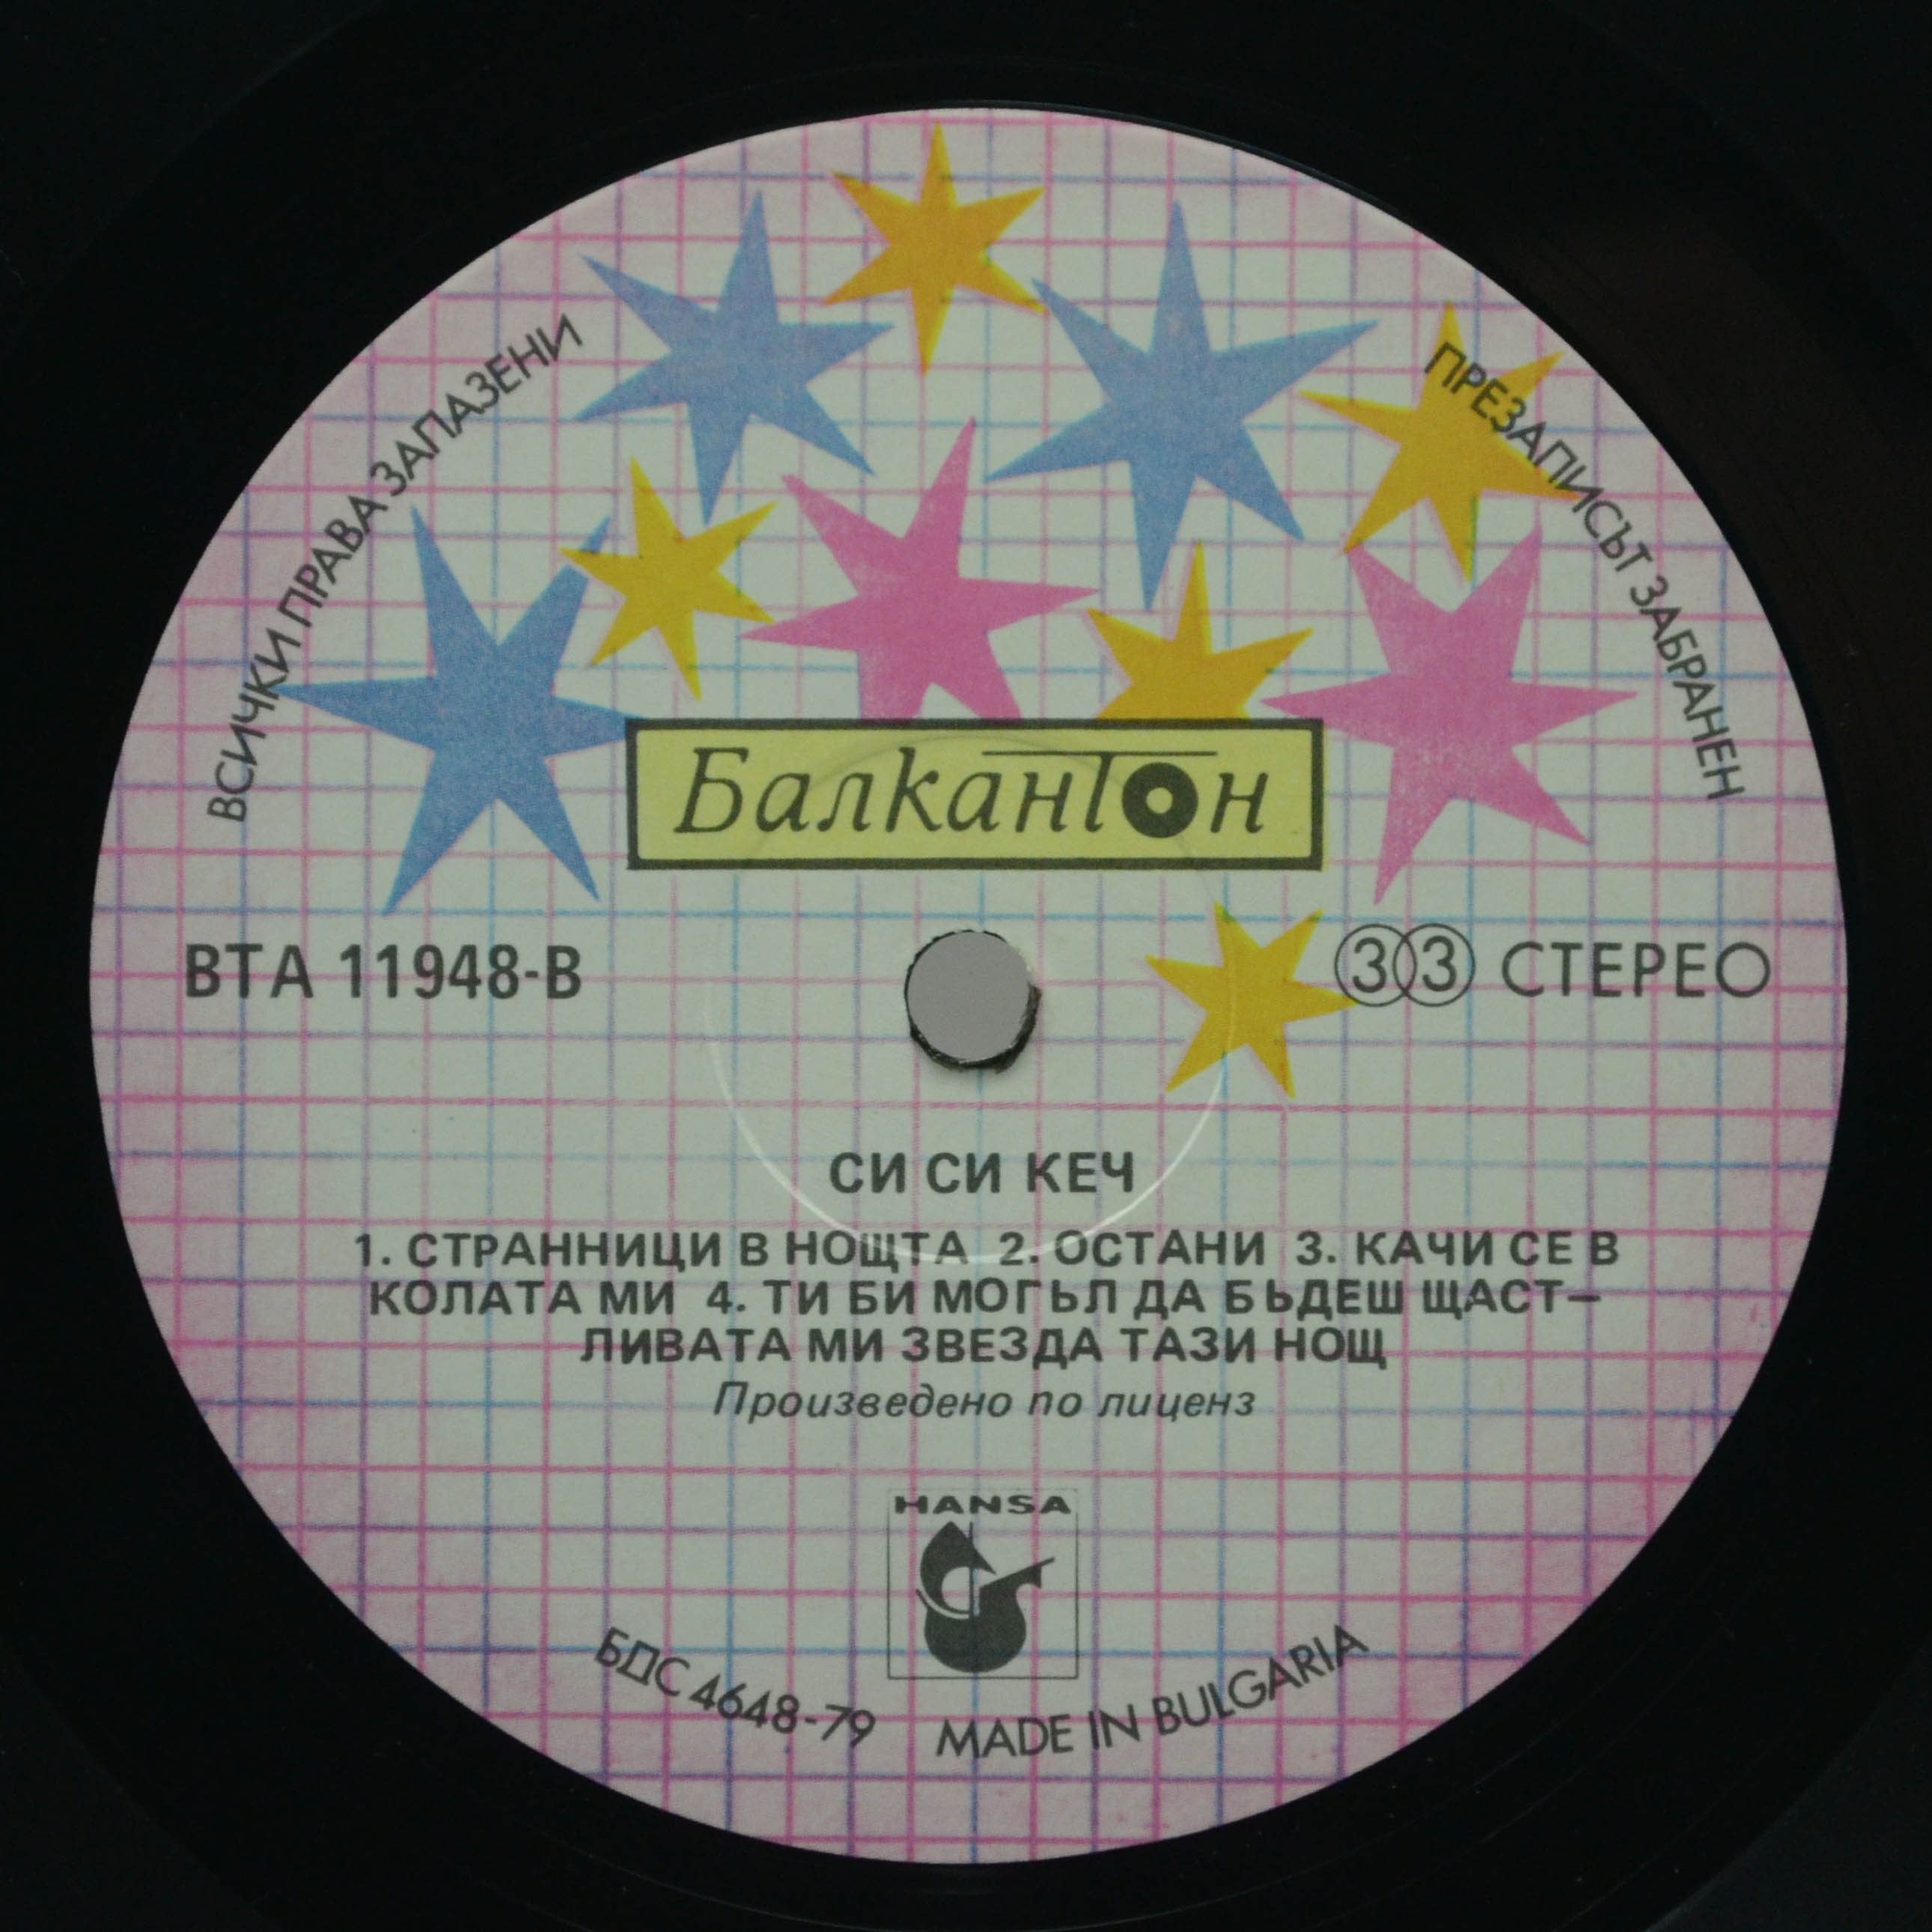 ВСИЧКИ ПРАВА ЗАПАЗЕНИ
ПРЕЗАПИСЪТ ЗАБРАНЕН
Балкантон
ВТА 11948-В
33 СТЕРЕО
СИ СИ КЕЧ
1. СТРАННИЦИ В НОЩТА 2. ОСТАНИ 3. КАЧИ СЕ В
КОЛАТА МИ 4. ТИ БИ МОГЪЛ ДА БЪДЕШ ЩАСТ–
ЛИВАТА МИ ЗВЕЗДА ТАЗИ НОЩ
Произведено по лиценз
HANSA
БДС 4648-79 MADE IN BULGARIA